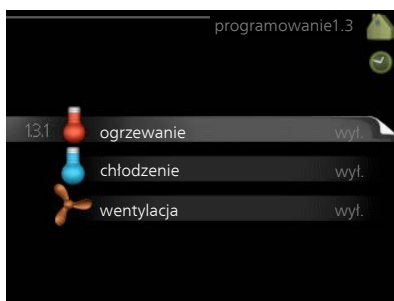 programowanie1.3
1.3.1 ogrzewanie wył.
chłodzenie wył.
wentylacja wył.